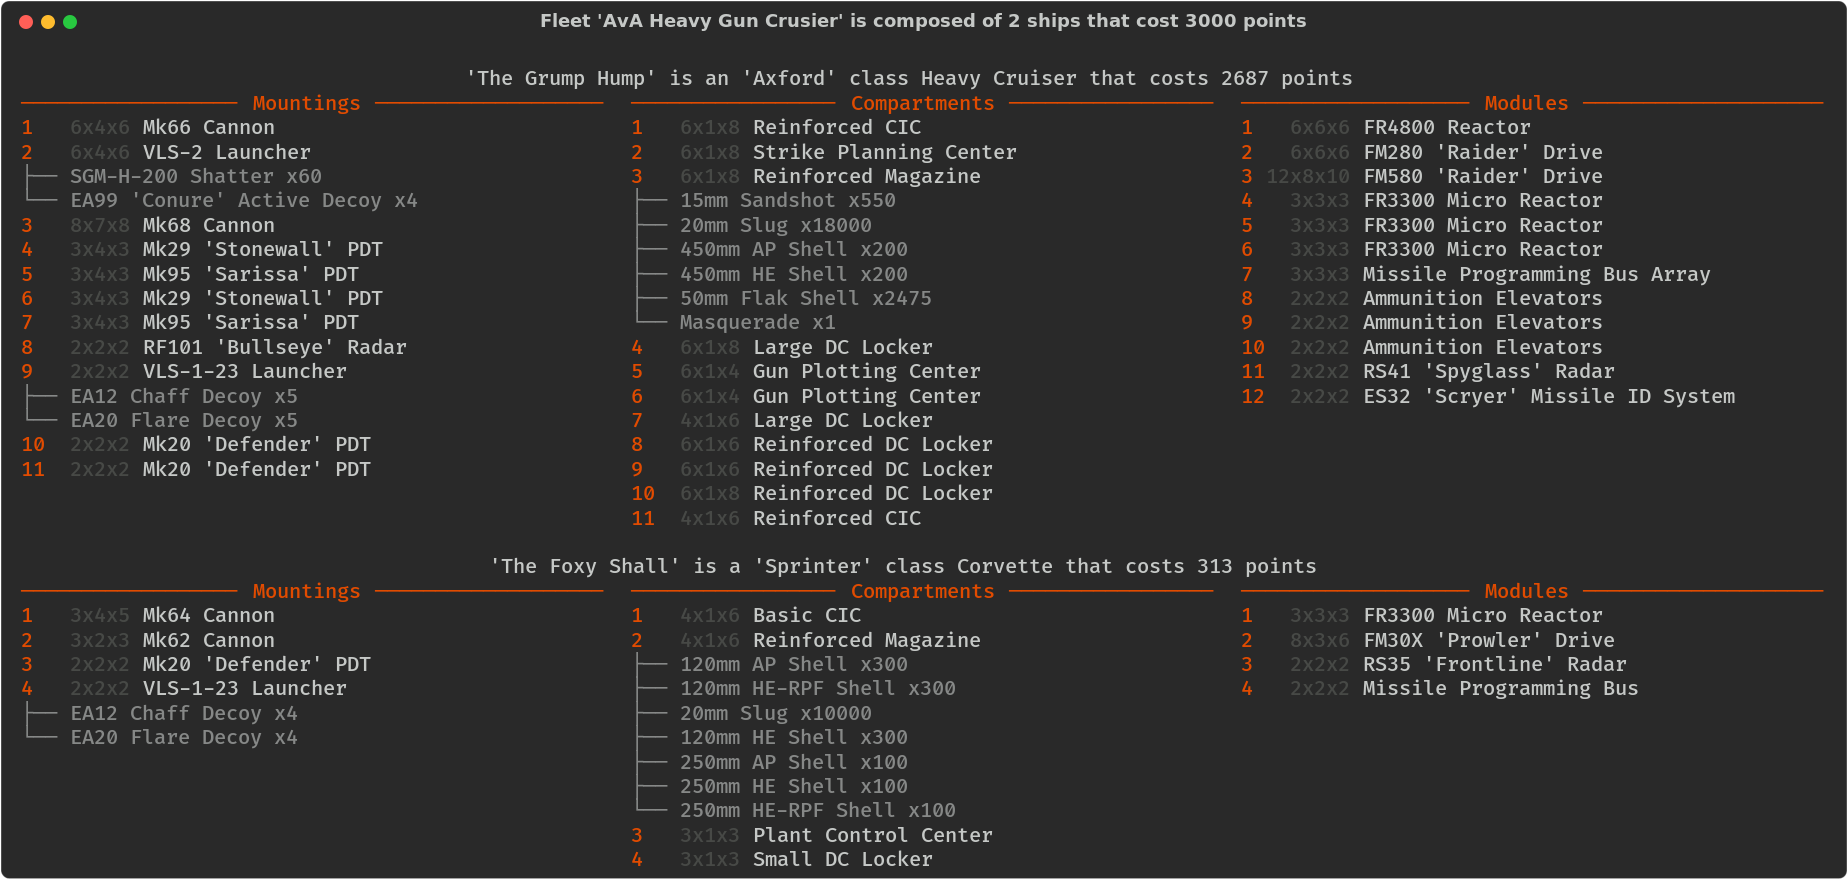 Fleet 'AvA Heavy Gun Crusier' is composed of 2 ships that cost 3000 points
'The Grump Hump' is an 'Axford' class Heavy Cruiser that costs 2687 points
Mountings
1 6x4x6 Mk66 Cannon
2 6x4x6 VLS-2 Launcher
SGM-H-200 Shatter x60
EA99 'Conure' Active Decoy x4
3 8x7x8 Mk68 Cannon
4 3x4x3 Mk29 'Stonewall' PDT
5 3x4x3 Mk95 'Sarissa' PDT
6 3x4x3 Mk29 'Stonewall' PDT
7 3x4x3 Mk95 'Sarissa' PDT
8 2x2x2 RF101 'Bullseye' Radar
9 2x2x2 VLS-1-23 Launcher
EA12 Chaff Decoy x5
EA20 Flare Decoy x5
10 2x2x2 Mk20 'Defender' PDT
11 2x2x2 Mk20 'Defender' PDT
Compartments
1 6x1x8 Reinforced CIC
2 6x1x8 Strike Planning Center
3 6x1x8 Reinforced Magazine
15mm Sandshot x550
20mm Slug x18000
450mm AP Shell x200
450mm HE Shell x200
50mm Flak Shell x2475
Masquerade x1
4 6x1x8 Large DC Locker
5 6x1x4 Gun Plotting Center
6 6x1x4 Gun Plotting Center
7 4x1x6 Large DC Locker
8 6x1x6 Reinforced DC Locker
9 6x1x6 Reinforced DC Locker
10 6x1x8 Reinforced DC Locker
11 4x1x6 Reinforced CIC
Modules
1 6x6x6 FR4800 Reactor
2 6x6x6 FM280 'Raider' Drive
3 12x8x10 FM580 'Raider' Drive
4 3x3x3 FR3300 Micro Reactor
5 3x3x3 FR3300 Micro Reactor
6 3x3x3 FR3300 Micro Reactor
7 3x3x3 Missile Programming Bus Array
8 2x2x2 Ammunition Elevators
9 2x2x2 Ammunition Elevators
10 2x2x2 Ammunition Elevators
11 2x2x2 RS41 'Spyglass' Radar
12 2x2x2 ES32 'Scryer' Missile ID System
'The Foxy Shall' is a 'Sprinter' class Corvette that costs 313 points
Mountings
1 3x4x5 Mk64 Cannon
2 3x2x3 Mk62 Cannon
3 2x2x2 Mk20 'Defender' PDT
4 2x2x2 VLS-1-23 Launcher
EA12 Chaff Decoy x4
EA20 Flare Decoy x4
Compartments
1 4x1x6 Basic CIC
2 4x1x6 Reinforced Magazine
120mm AP Shell x300
120mm HE-RPF Shell x300
20mm Slug x10000
120mm HE Shell x300
250mm AP Shell x100
250mm HE Shell x100
250mm HE-RPF Shell x100
3 3x1x3 Plant Control Center
4 3x1x3 Small DC Locker
Modules
1 3x3x3 FR3300 Micro Reactor
2 8x3x6 FM30X 'Prowler' Drive
3 2x2x2 RS35 'Frontline' Radar
4 2x2x2 Missile Programming Bus